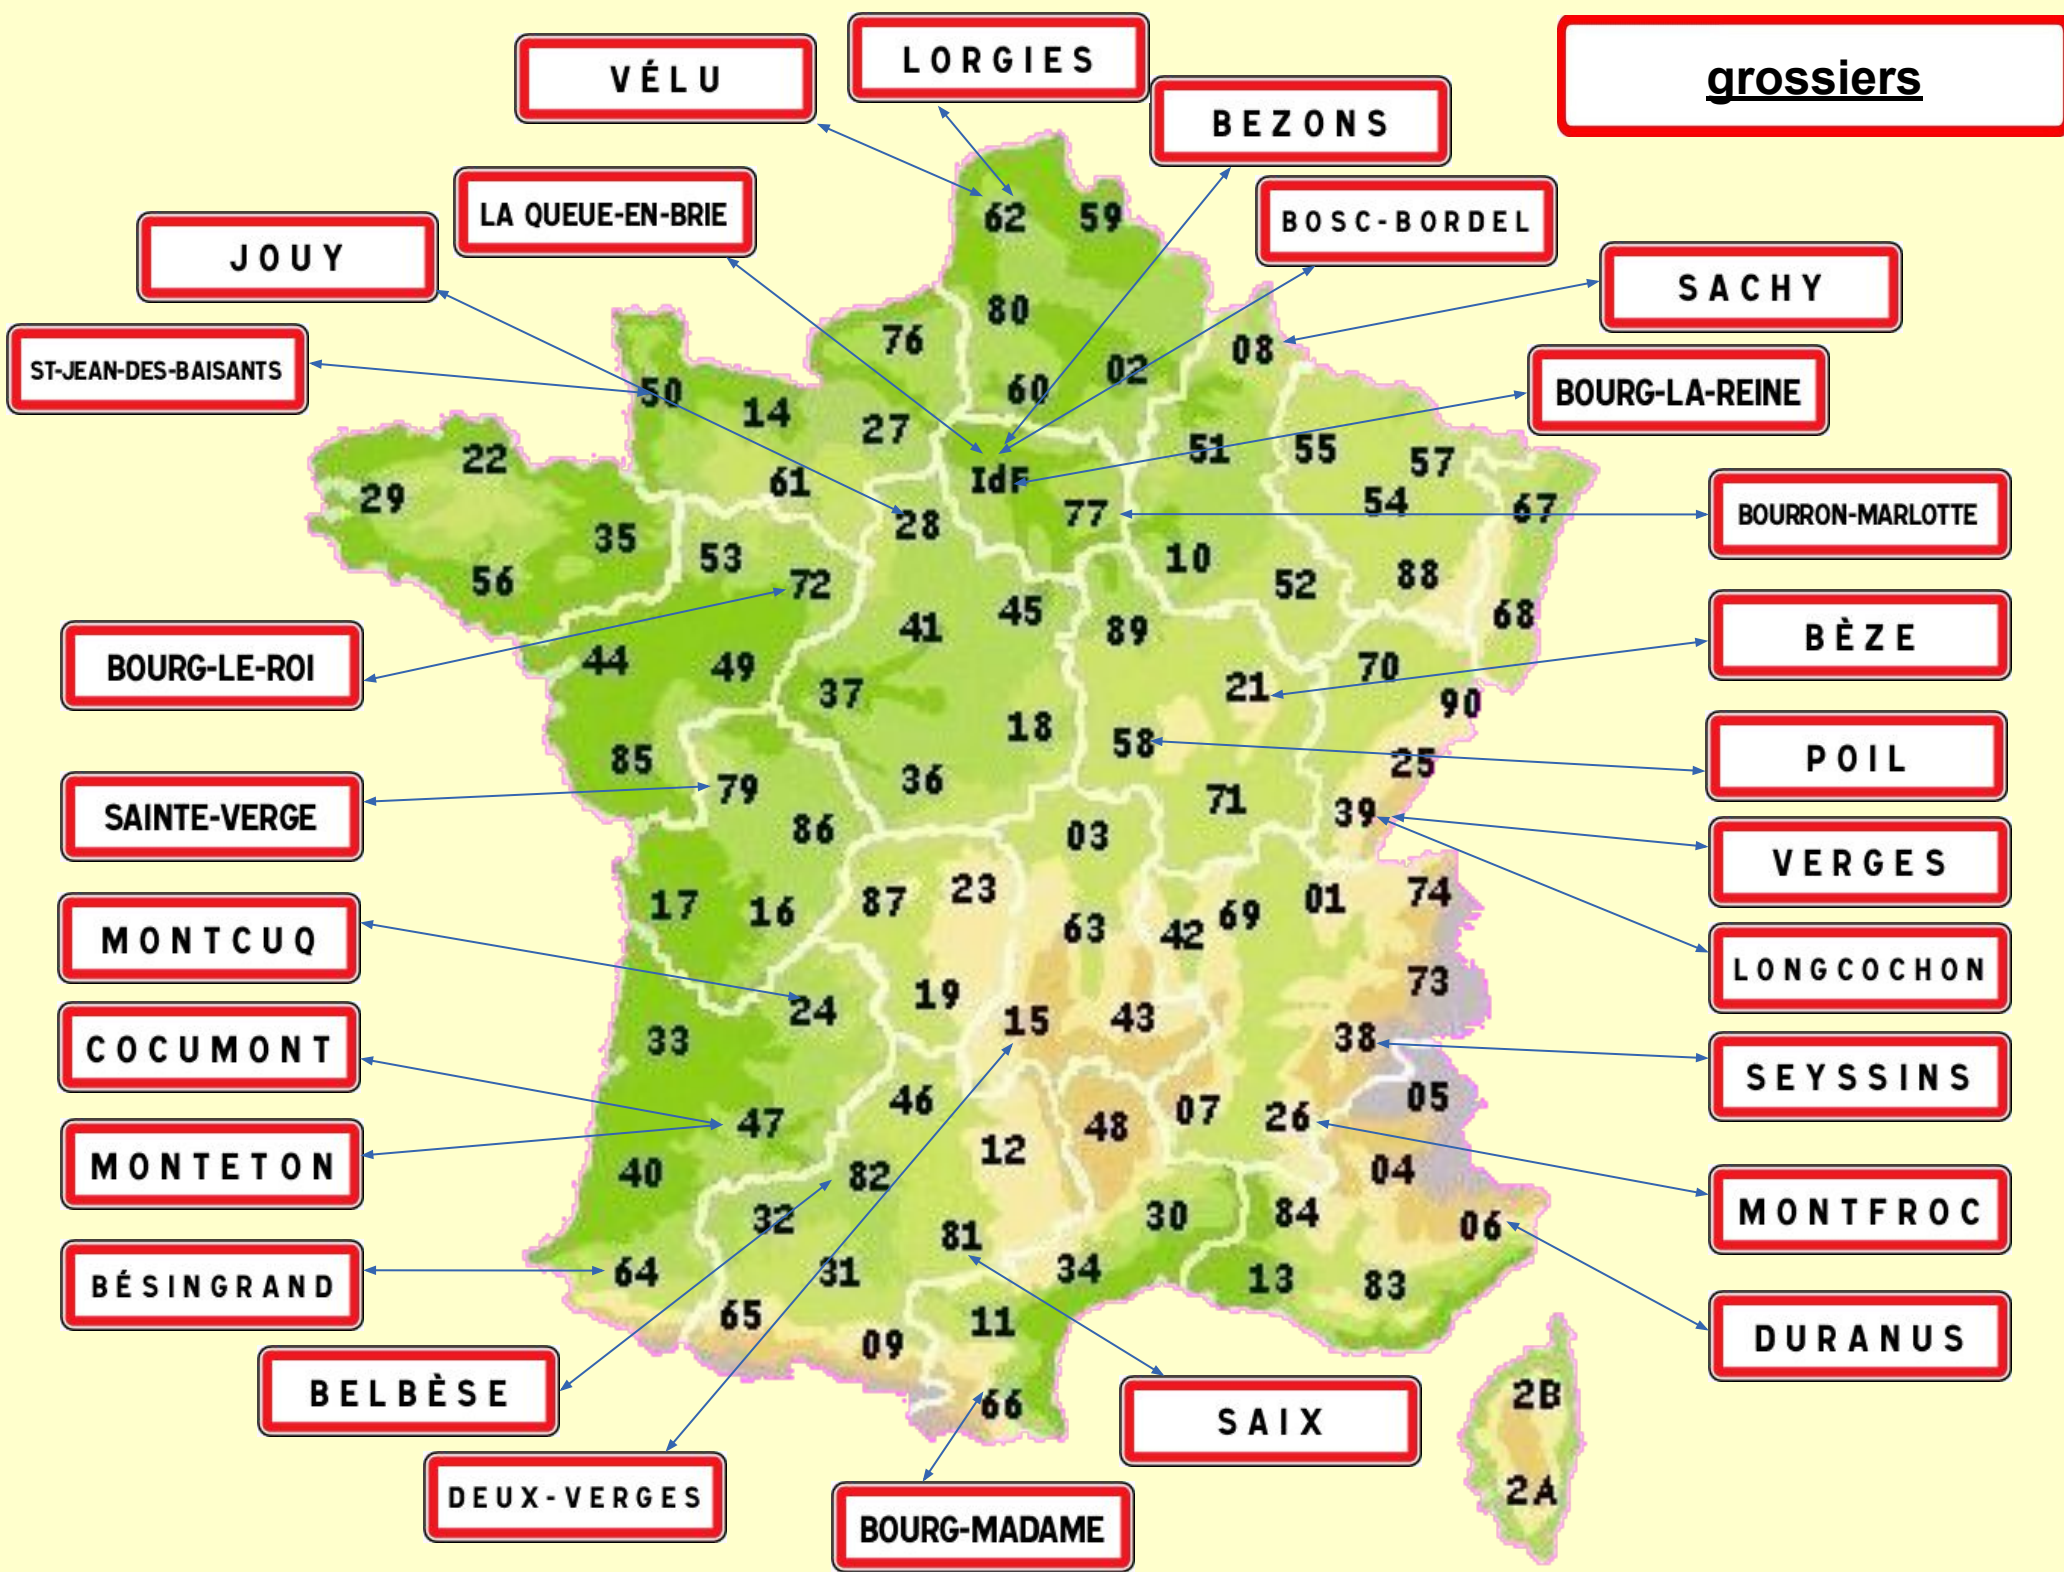 LORGIES
VÉLU
grossiers
BEZONS
LA QUEUE-EN-BRIE
BOSC-BORDEL
JOUY
SACHY
ST-JEAN-DES-BAISANTS
BOURG-LA-REINE
BOURRON-MARLOTTE
BÈZE
BOURG-LE-ROI
POIL
SAINTE-VERGE
VERGES
MONTCUQ
LONGCOCHON
COCUMONT
SEYSSINS
MONTETON
MONTFROC
BÉSINGRAND
DURANUS
BELBÈSE
SAIX
DEUX-VERGES
BOURG-MADAME
62 59
80
76 08
60 02
50 14 27
51 55 57
22 61 IdF
29 28 77 54 67
35 53 10
56 72 52 88
41 45 89 68
44 49 70
37 21 90
18 58
85 79 36 25
71 39
86 03
87 23 01 74
17 16 63 42 69
19 73
24 15 43
33 38
46 07 05
47 48 26
12
40 82 04
32 30 84 06
81
64 31 34 13 83
65 11
09
66 2B
2A